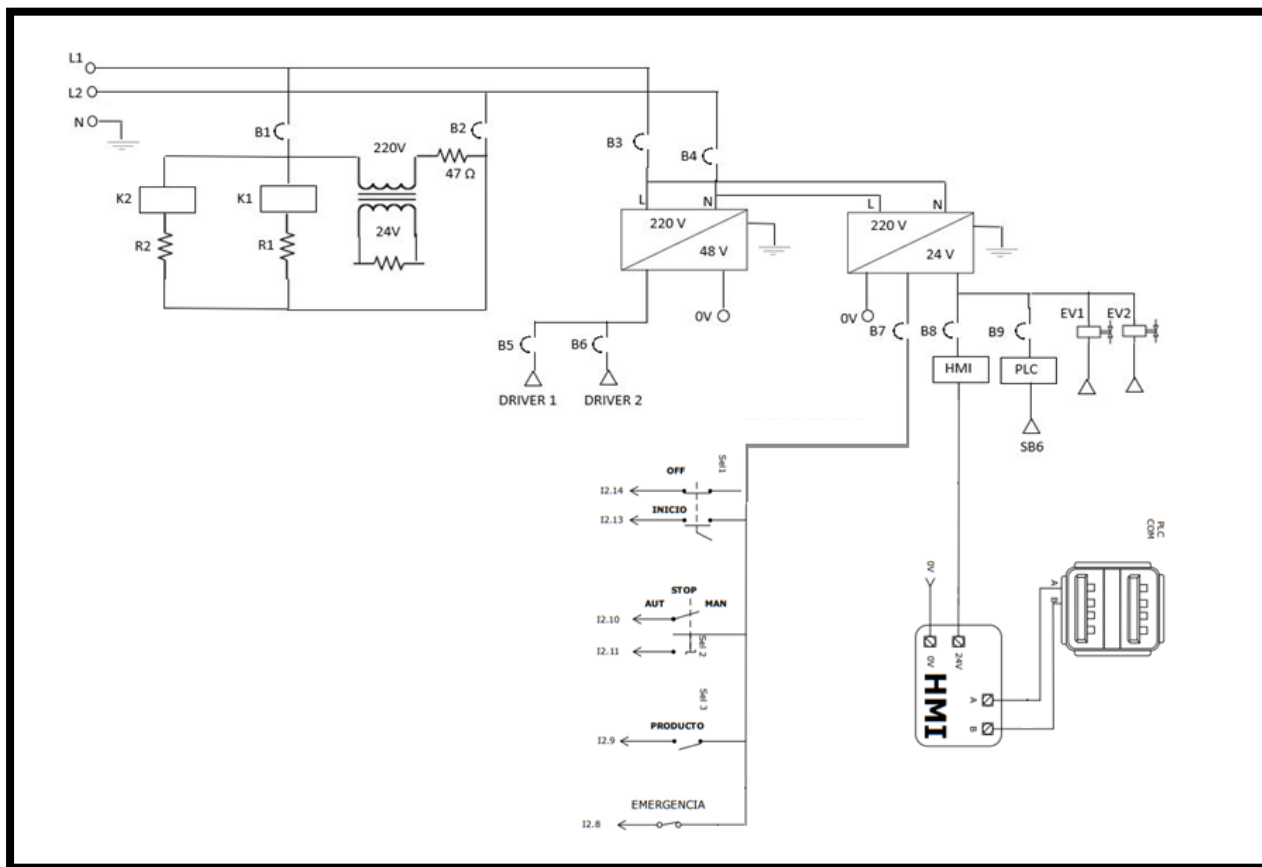 L1
L2
N
B1
220V
B2
47 Ω
B3
B4
K2
K1
R2
R1
24V
L
N
220 V
48 V
L
N
220 V
24 V
0V
0V
B5
B6
B7
B8
B9
EV1
EV2
HMI
PLC
DRIVER 1
DRIVER 2
SB6
Sel1
OFF
I2.14
INICIO
I2.13
STOP
AUT
MAN
I2.10
I2.11
Sel 2
Sel 3
PRODUCTO
I2.9
EMERGENCIA
I2.8
PLC
COM
A
B
0V
0V
24V
HMI
A
B